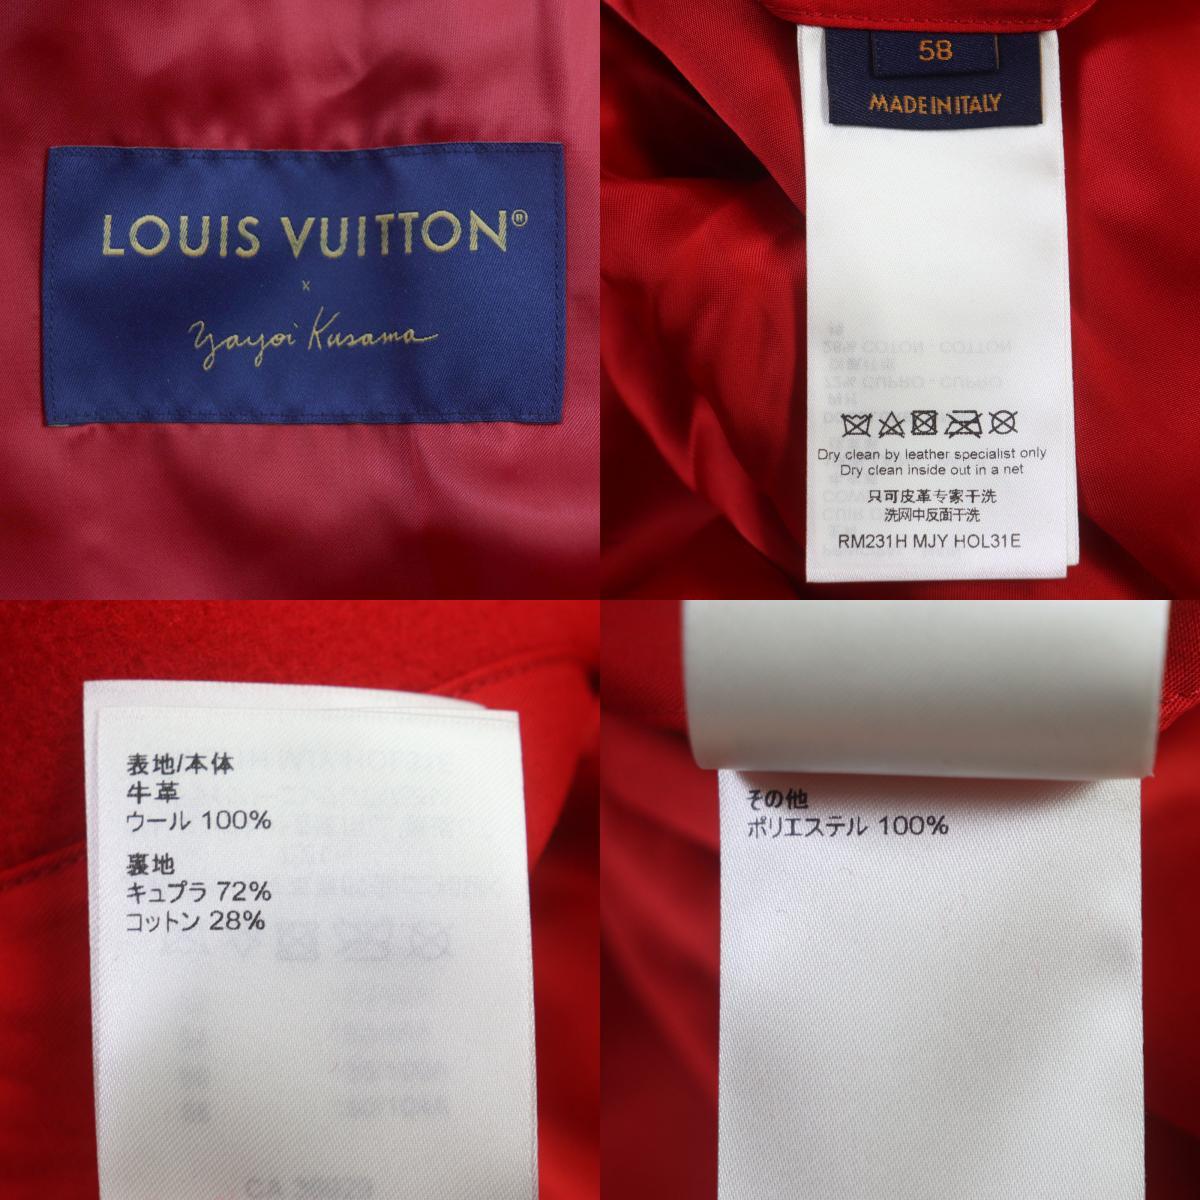 LOUIS VUITTON®
x
Yayoi Kusama
58
MADE IN ITALY
Dry clean by leather specialist only
Dry clean inside out in a net
只可皮革专家干洗
洗网中反面干洗
RM231H MJY HOL31E
表地/本体
牛革
ウール 100%
裏地
キュプラ 72%
コットン 28%
その他
ポリエステル 100%